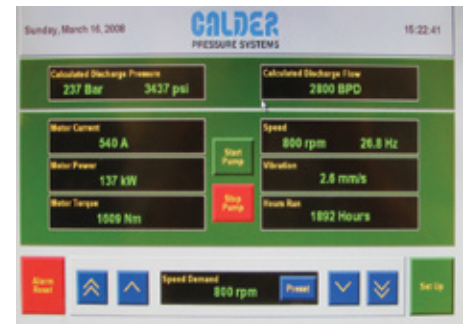 Sunday, March 16, 2008
CALDER
PRESSURE SYSTEMS
15:22:41
Calculated Discharge Pressure
237 Bar 3437 psi
Calculated Discharge Flow
2800 BPD
Motor Current
540 A
Speed
800 rpm 26.8 Hz
Start
Pump
Motor Power
137 kW
Vibration
2.6 mm/s
Stop
Pump
Motor Torque
1609 Nm
Hours Run
1892 Hours
Alarm
Reset
Speed Demand
800 rpm
Preset
Set Up